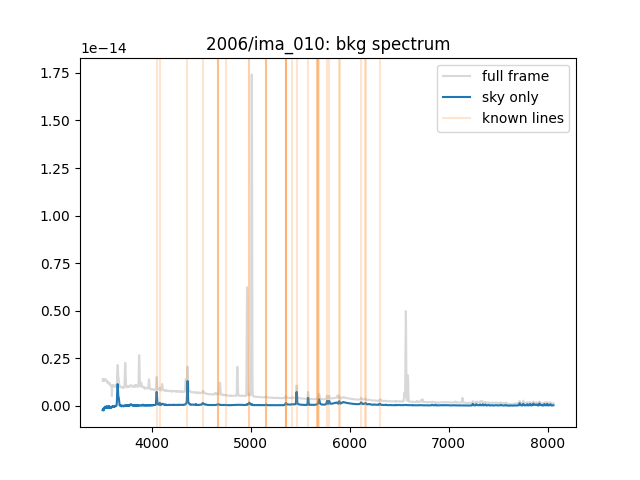 2006/ima_010: bkg spectrum
1e−14
full frame
sky only
known lines
1.75
1.50
1.25
1.00
0.75
0.50
0.25
0.00
4000 5000 6000 7000 8000